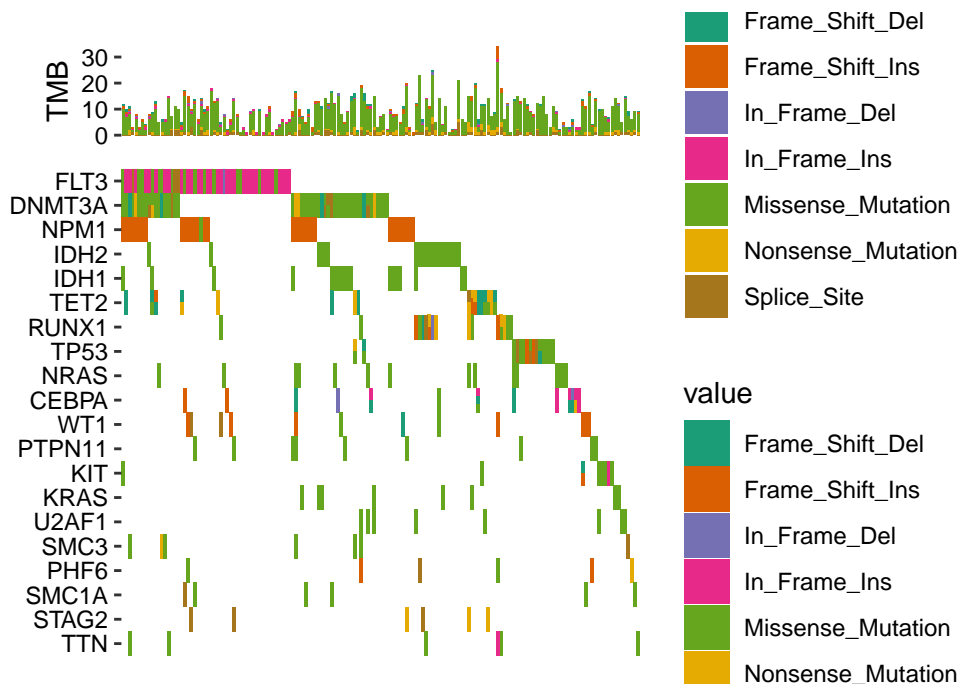 TMB
30
20
10
0
FLT3
DNMT3A
NPM1
IDH2
IDH1
TET2
RUNX1
TP53
NRAS
CEBPA
WT1
PTPN11
KIT
KRAS
U2AF1
SMC3
PHF6
SMC1A
STAG2
TTN
Frame_Shift_Del
Frame_Shift_Ins
In_Frame_Del
In_Frame_Ins
Missense_Mutation
Nonsense_Mutation
Splice_Site
value
Frame_Shift_Del
Frame_Shift_Ins
In_Frame_Del
In_Frame_Ins
Missense_Mutation
Nonsense_Mutation